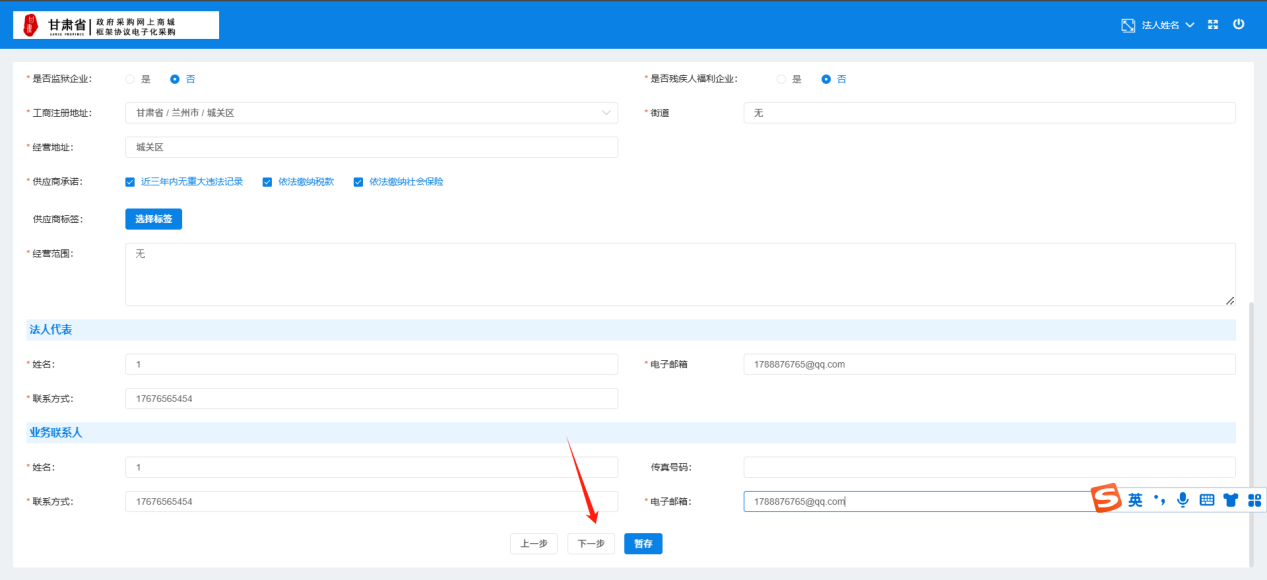 甘肃省 政府采购网上商城
GANSU PROVINCE 框架协议电子化采购
法人姓名
* 是否监狱企业: 是 否 * 是否残疾人福利企业: 是 否
* 工商注册地址: 甘肃省 / 兰州市 / 城关区 * 街道 无
* 经营地址: 城关区
* 供应商承诺: 近三年内无重大违法记录 依法缴纳税款 依法缴纳社会保险
供应商标签: 选择标签
* 经营范围: 无
法人代表
* 姓名: 1 * 电子邮箱 1788876765@qq.com
* 联系方式: 17676565454
业务联系人
* 姓名: 1 传真号码:
* 联系方式: 17676565454 * 电子邮箱: 1788876765@qq.com
英
上一步 下一步 暂存